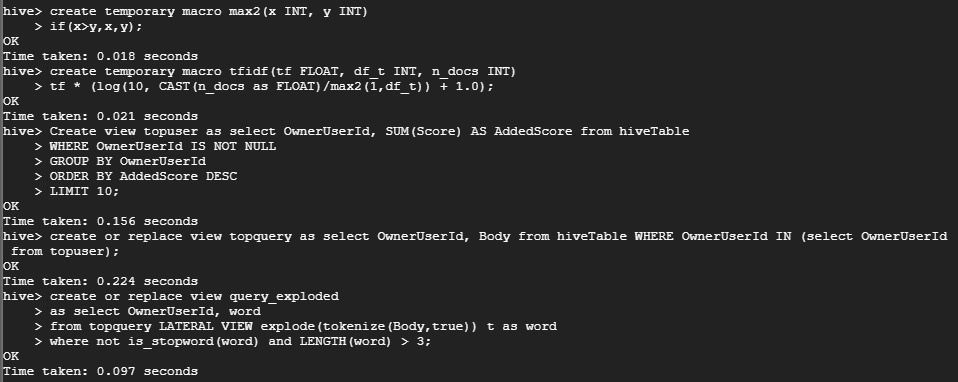 hive> create temporary macro max2(x INT, y INT)
    > if(x>y,x,y);
OK
Time taken: 0.018 seconds
hive> create temporary macro tfidf(tf FLOAT, df_t INT, n_docs INT)
    > tf * (log(10, CAST(n_docs as FLOAT)/max2(1,df_t)) + 1.0);
OK
Time taken: 0.021 seconds
hive> Create view topuser as select OwnerUserId, SUM(Score) AS AddedScore from hiveTable
    > WHERE OwnerUserId IS NOT NULL
    > GROUP BY OwnerUserId
    > ORDER BY AddedScore DESC
    > LIMIT 10;
OK
Time taken: 0.156 seconds
hive> create or replace view topquery as select OwnerUserId, Body from hiveTable WHERE OwnerUserId IN (select OwnerUserId
 from topuser);
OK
Time taken: 0.224 seconds
hive> create or replace view query_exploded
    > as select OwnerUserId, word
    > from topquery LATERAL VIEW explode(tokenize(Body,true)) t as word
    > where not is_stopword(word) and LENGTH(word) > 3;
OK
Time taken: 0.097 seconds